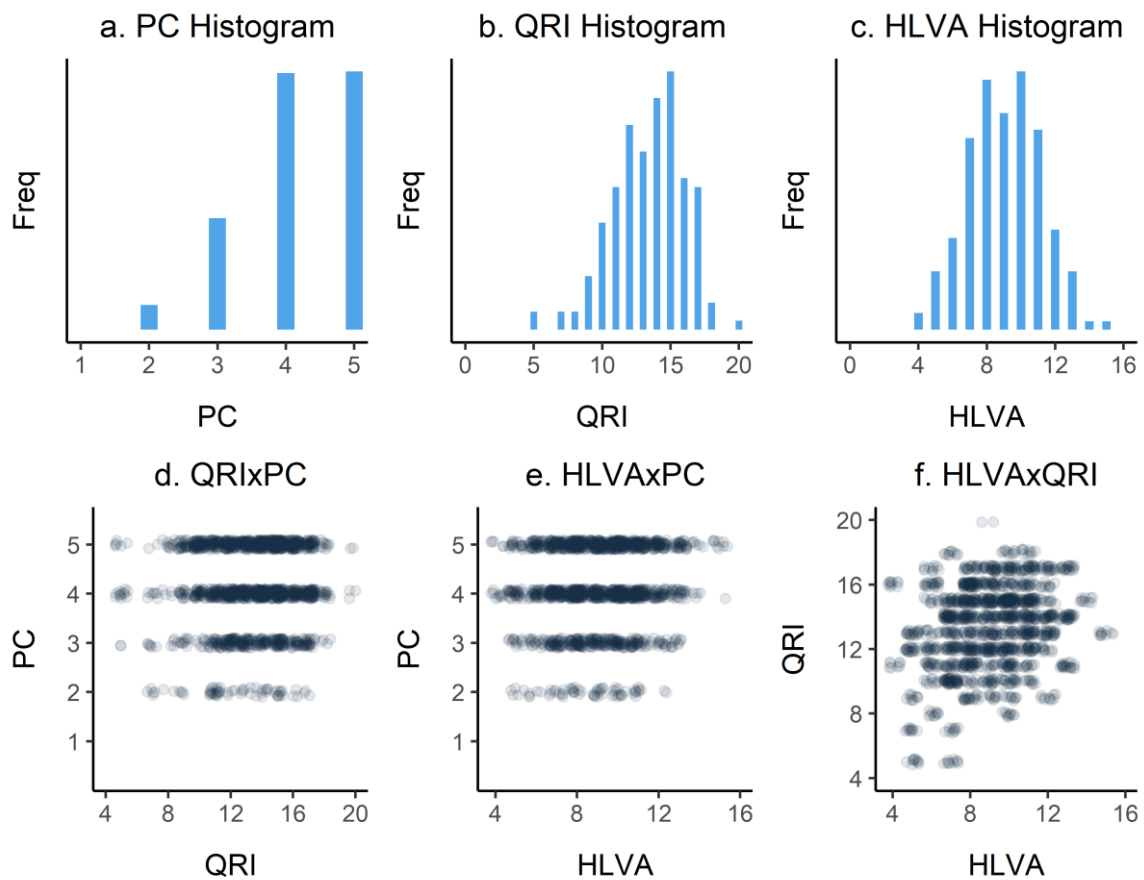 a. PC Histogram
Freq
1 2 3 4 5
PC
b. QRI Histogram
Freq
0 5 10 15 20
QRI
c. HLVA Histogram
Freq
0 4 8 12 16
HLVA
d. QRIxPC
PC
5
4
3
2
1
4 8 12 16 20
QRI
e. HLVAxPC
PC
5
4
3
2
1
4 8 12 16
HLVA
f. HLVAxQRI
QRI
20
16
12
8
4
4 8 12 16
HLVA